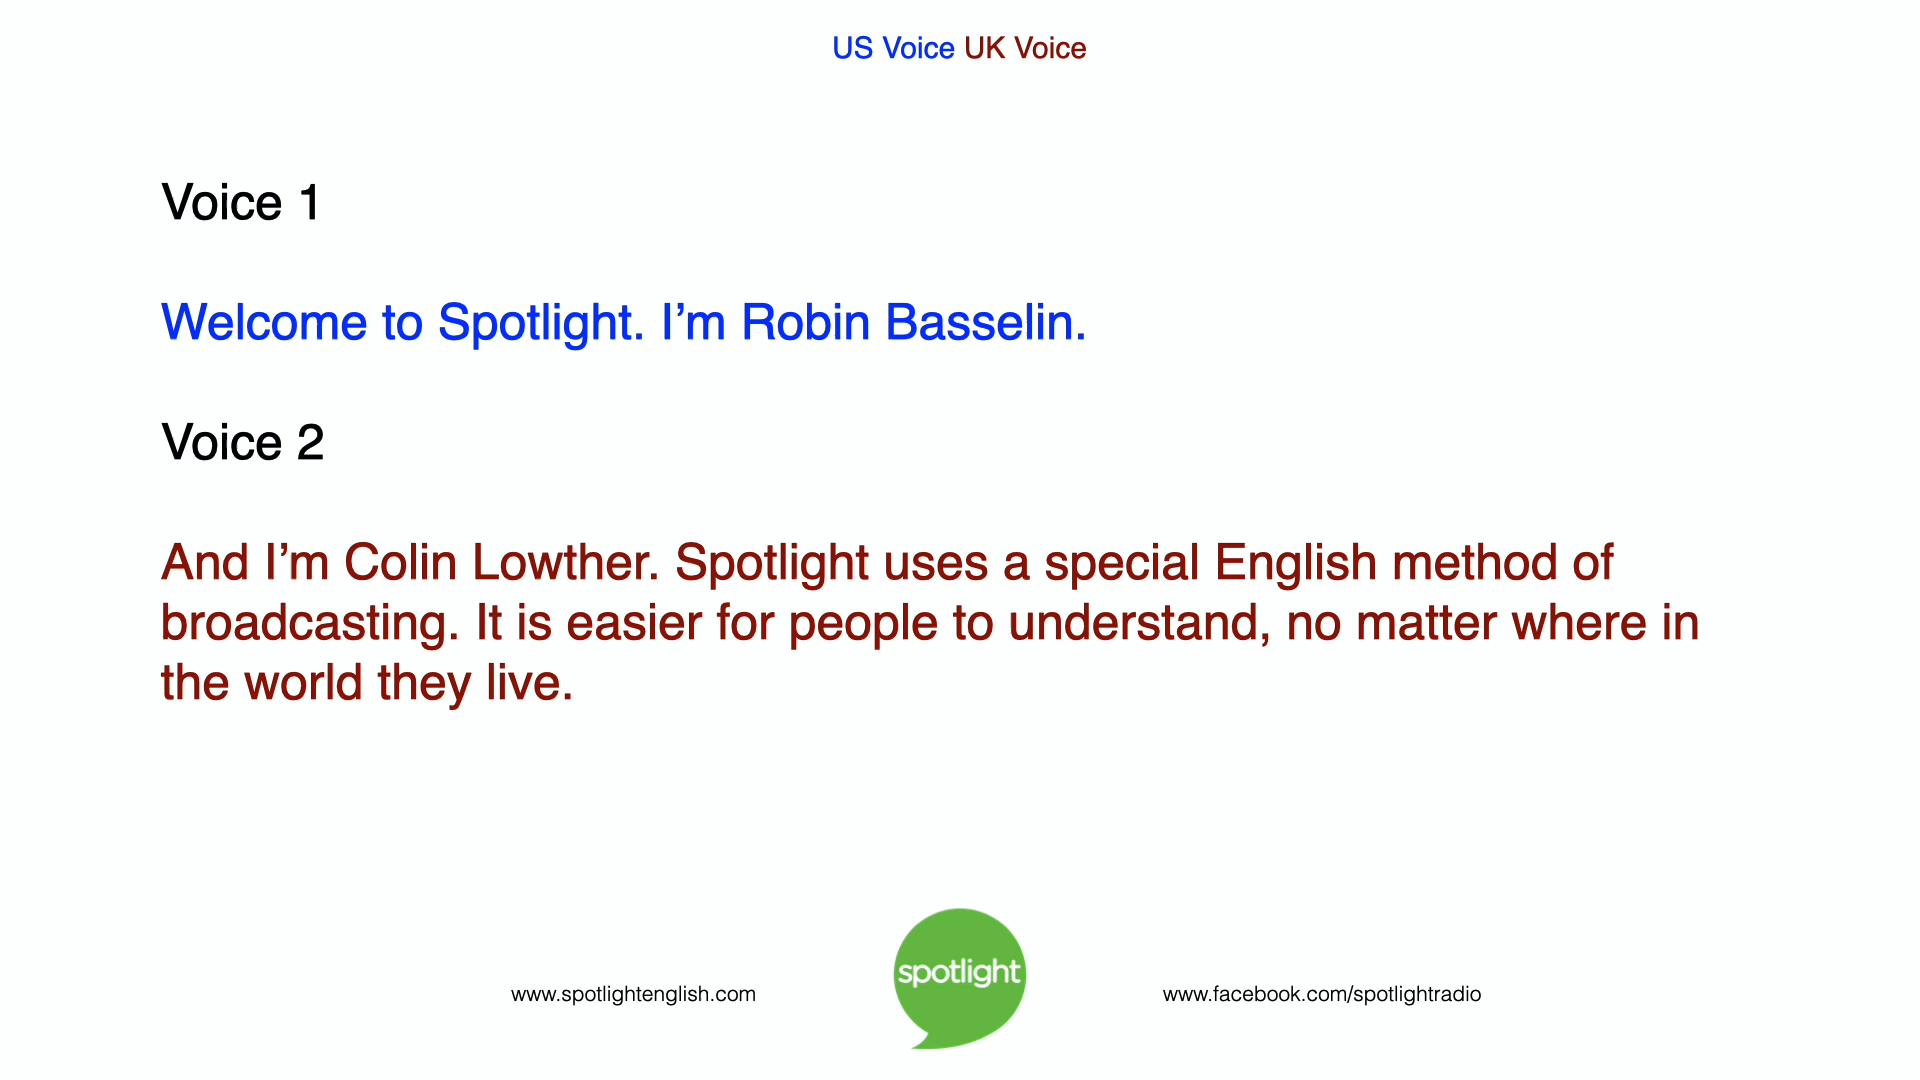 US Voice UK Voice
Voice 1
Welcome to Spotlight. I’m Robin Basselin.
Voice 2
And I’m Colin Lowther. Spotlight uses a special English method of
broadcasting. It is easier for people to understand, no matter where in
the world they live.
www.spotlightenglish.com
spotlight
www.facebook.com/spotlightradio